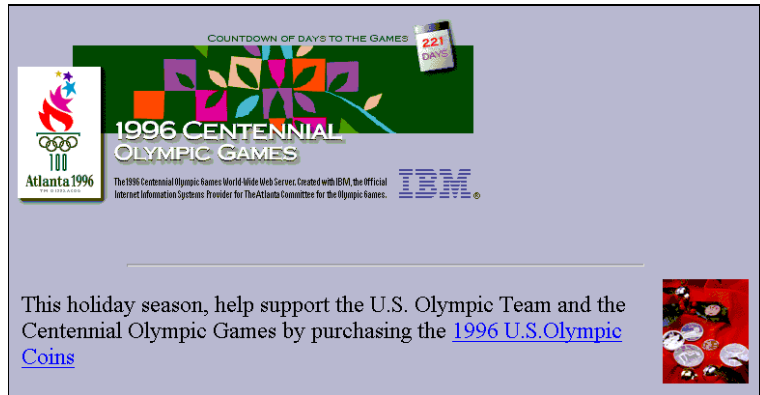 COUNTDOWN OF DAYS TO THE GAMES
221
DAYS
1996 CENTENNIAL
OLYMPIC GAMES
100
Atlanta 1996
The 1996 Centennial Olympic Games World-Wide Web Server. Created with IBM, the Official
Internet Information Systems Provider for The Atlanta Committee for the Olympic Games.
IBM®
This holiday season, help support the U.S. Olympic Team and the
Centennial Olympic Games by purchasing the 1996 U.S.Olympic
Coins